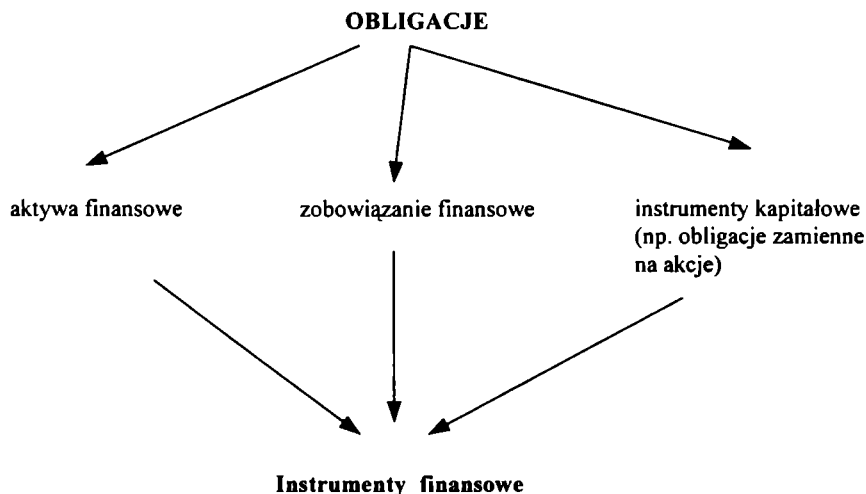 OBLIGACJE
aktywa finansowe
zobowiązanie finansowe
instrumenty kapitałowe
(np. obligacje zamienne
na akcje)
Instrumenty finansowe